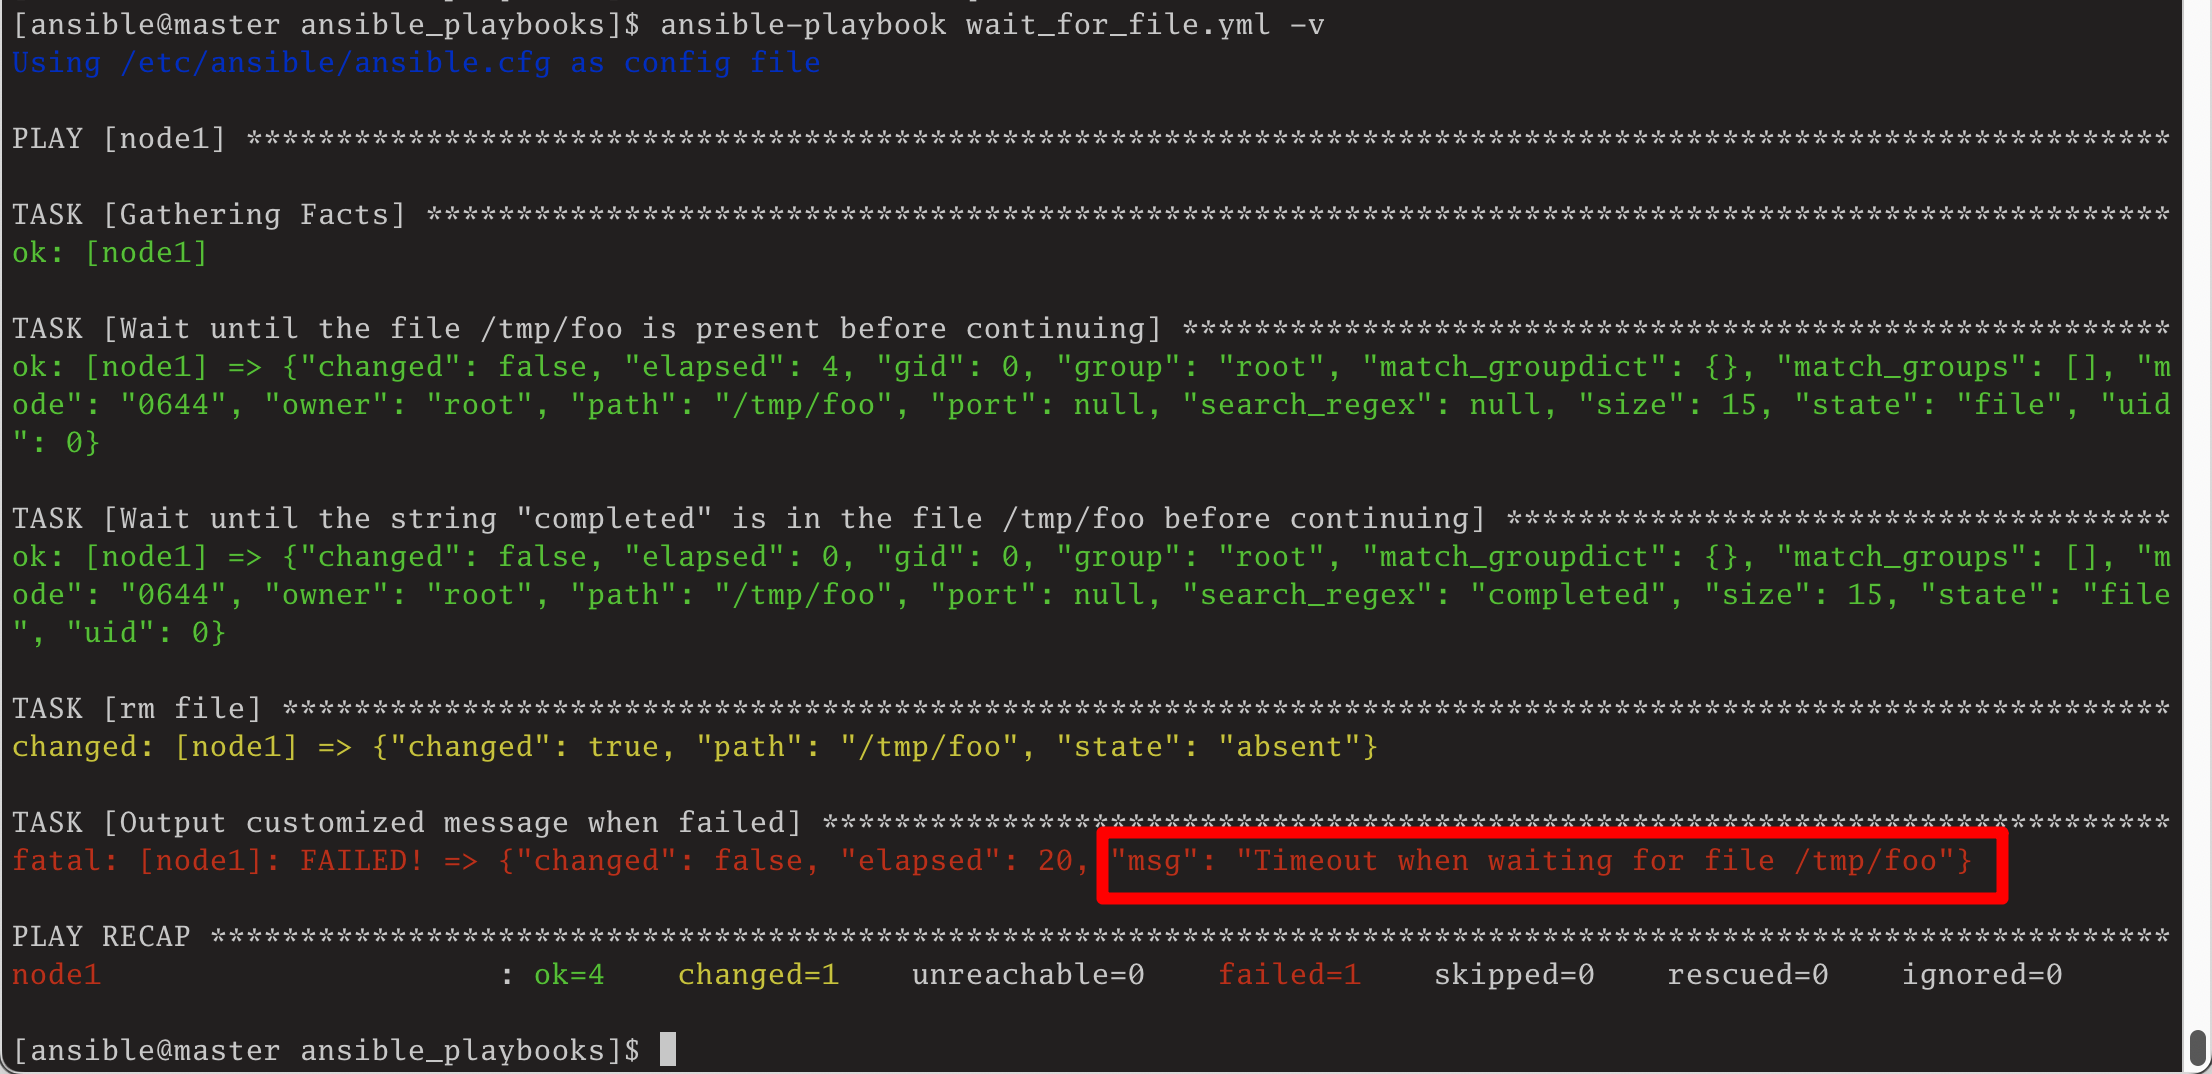 [ansible@master ansible_playbooks]$ ansible-playbook wait_for_file.yml -v
Using /etc/ansible/ansible.cfg as config file
PLAY [node1] ***********************************************************************************************************
TASK [Gathering Facts] *************************************************************************************************
ok: [node1]
TASK [Wait until the file /tmp/foo is present before continuing] *******************************************************
ok: [node1] => {"changed": false, "elapsed": 4, "gid": 0, "group": "root", "match_groupdict": {}, "match_groups": [], "m
ode": "0644", "owner": "root", "path": "/tmp/foo", "port": null, "search_regex": null, "size": 15, "state": "file", "uid
": 0}
TASK [Wait until the string "completed" is in the file /tmp/foo before continuing] *************************************
ok: [node1] => {"changed": false, "elapsed": 0, "gid": 0, "group": "root", "match_groupdict": {}, "match_groups": [], "m
ode": "0644", "owner": "root", "path": "/tmp/foo", "port": null, "search_regex": "completed", "size": 15, "state": "file
", "uid": 0}
TASK [rm file] *********************************************************************************************************
changed: [node1] => {"changed": true, "path": "/tmp/foo", "state": "absent"}
TASK [Output customized message when failed] ***************************************************************************
fatal: [node1]: FAILED! => {"changed": false, "elapsed": 20, "msg": "Timeout when waiting for file /tmp/foo"}
PLAY RECAP *************************************************************************************************************
node1                      : ok=4    changed=1    unreachable=0    failed=1    skipped=0    rescued=0    ignored=0
[ansible@master ansible_playbooks]$